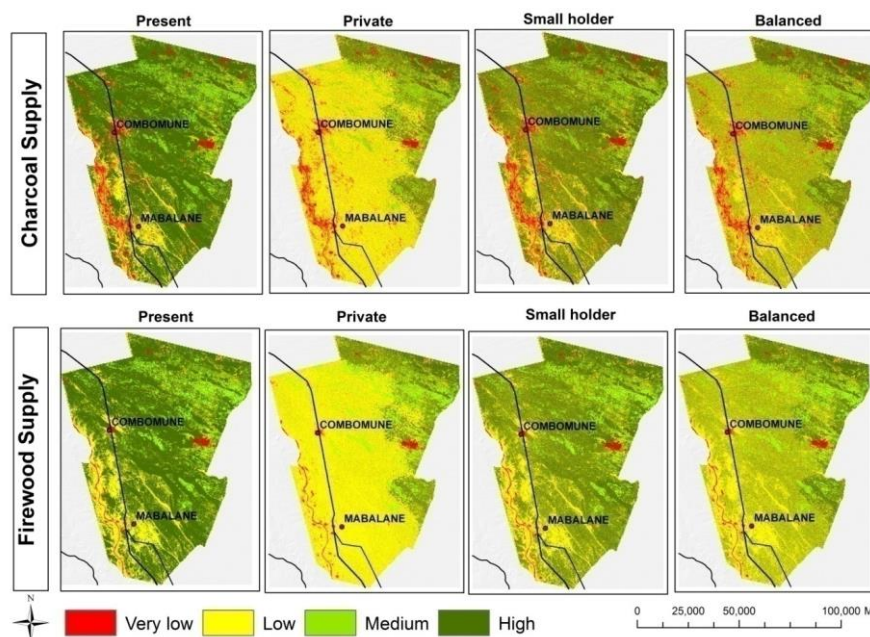 Present Private Small holder Balanced
Charcoal Supply
COMBOMUNE COMBOMUNE COMBOMUNE COMBOMUNE
MABALANE MABALANE MABALANE MABALANE
Present Private Small holder Balanced
Firewood Supply
COMBOMUNE COMBOMUNE COMBOMUNE COMBOMUNE
MABALANE MABALANE MABALANE MABALANE
N
Very low Low Medium High
0 25,000 50,000 100,000 M